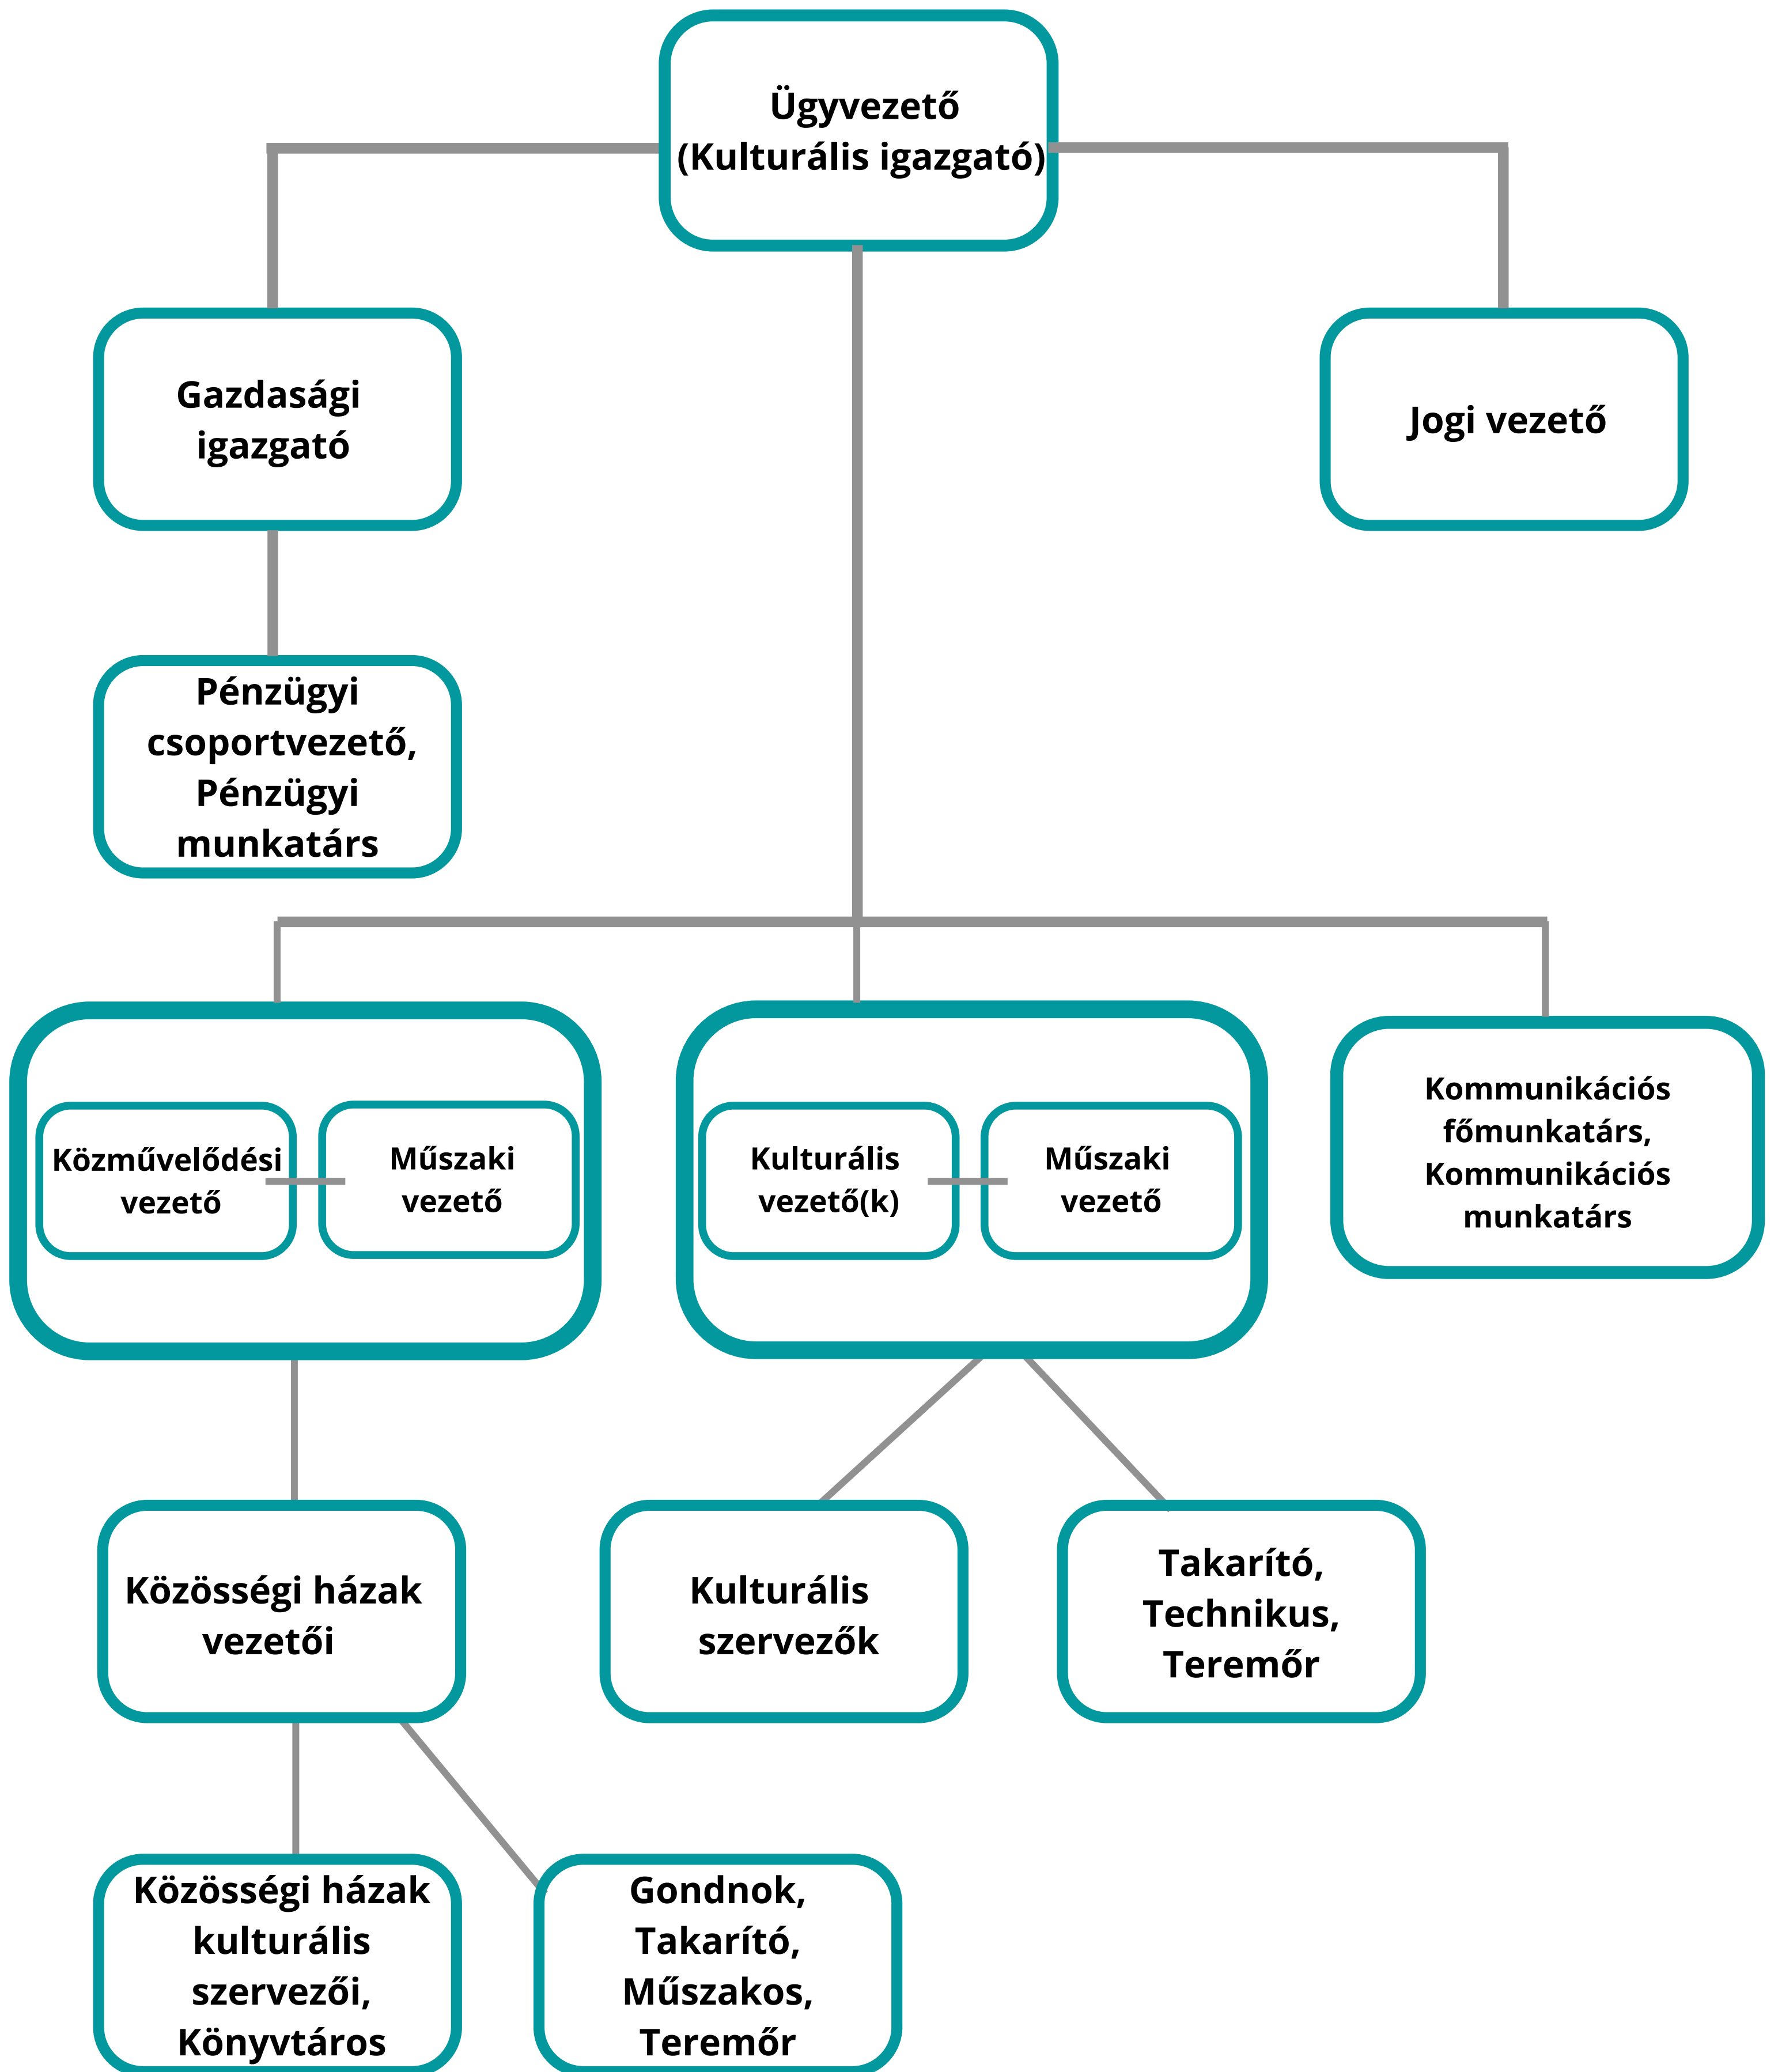 Ügyvezető
(Kulturális igazgató)
Gazdasági
igazgató
Jogi vezető
Pénzügyi
csoportvezető,
Pénzügyi
munkatárs
Közművelődési
vezető
Műszaki
vezető
Kulturális
vezető(k)
Műszaki
vezető
Kommunikációs
főmunkatárs,
Kommunikációs
munkatárs
Közösségi házak
vezetői
Kulturális
szervezők
Takarító,
Technikus,
Teremőr
Közösségi házak
kulturális
szervezői,
Könyvtáros
Gondnok,
Takarító,
Műszakos,
Teremőr